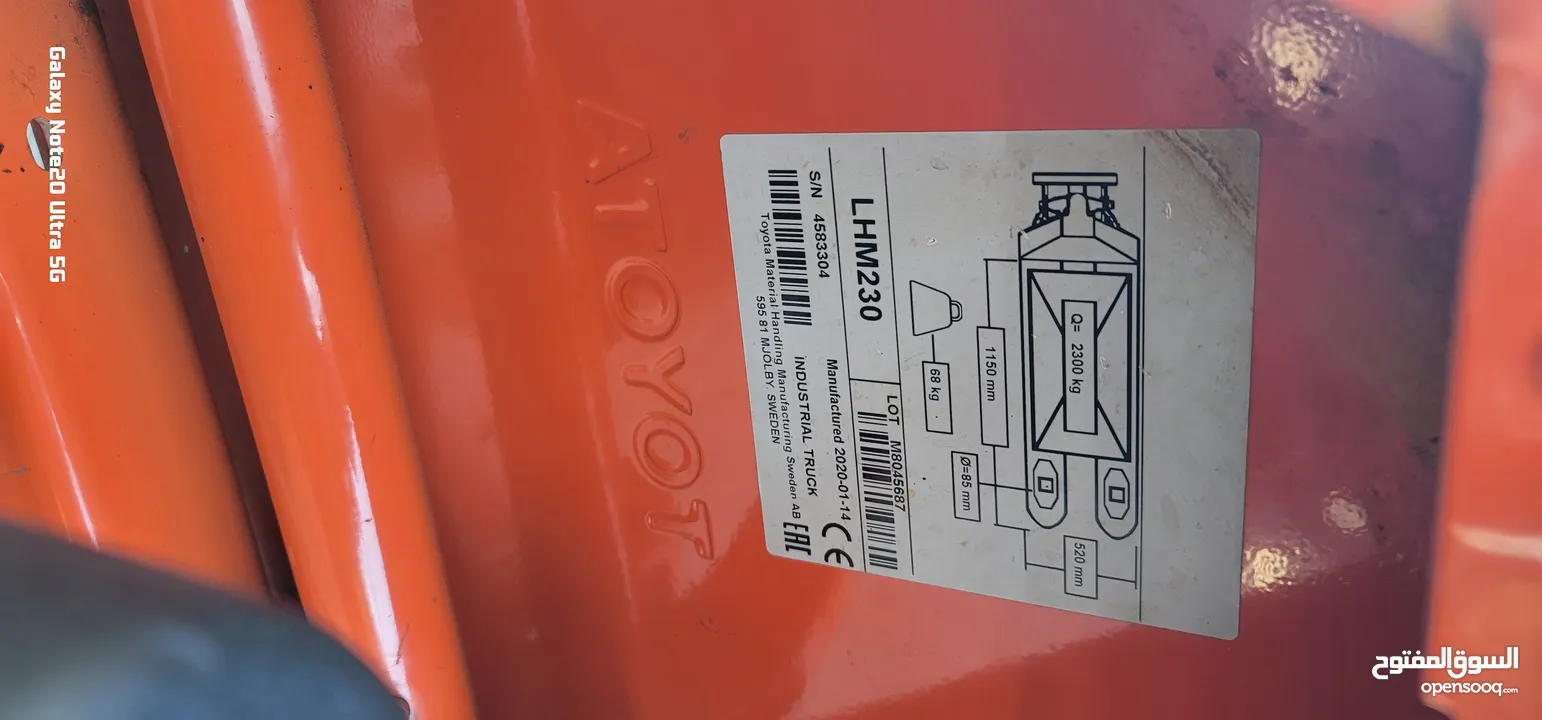 Q= 2300 kg
1150 mm
520 mm
Ø=85 mm
68 kg
LHM230
LOT M8045687
S/N 4583304
Manufactured 2020-01-14
CE
INDUSTRIAL TRUCK
EAC
Toyota Material Handling Manufacturing Sweden AB
595 81 MJÖLBY. SWEDEN
TOYOTA
Galaxy Note20 Ultra 5G
السوق المفتوح
opensooq.com